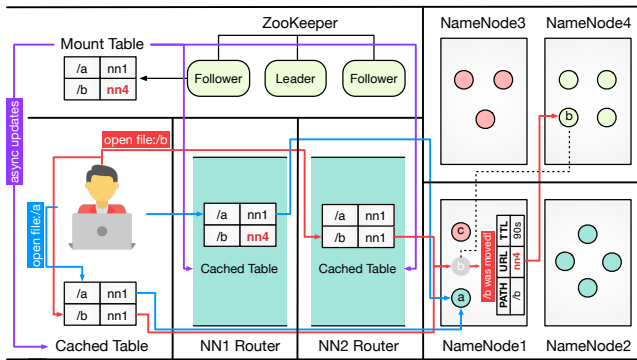 ZooKeeper
NameNode3
NameNode4
Mount Table
/a nn1
/b nn4
Follower
Leader
Follower
b
async updates
open file:/b
open file:/a
/a nn1
/b nn4
Cached Table
/a nn1
/b nn1
Cached Table
c
b
a
/b was moved!
PATH URL TTL
/b nn4 90s
/a nn1
/b nn1
Cached Table
NN1 Router
NN2 Router
NameNode1
NameNode2